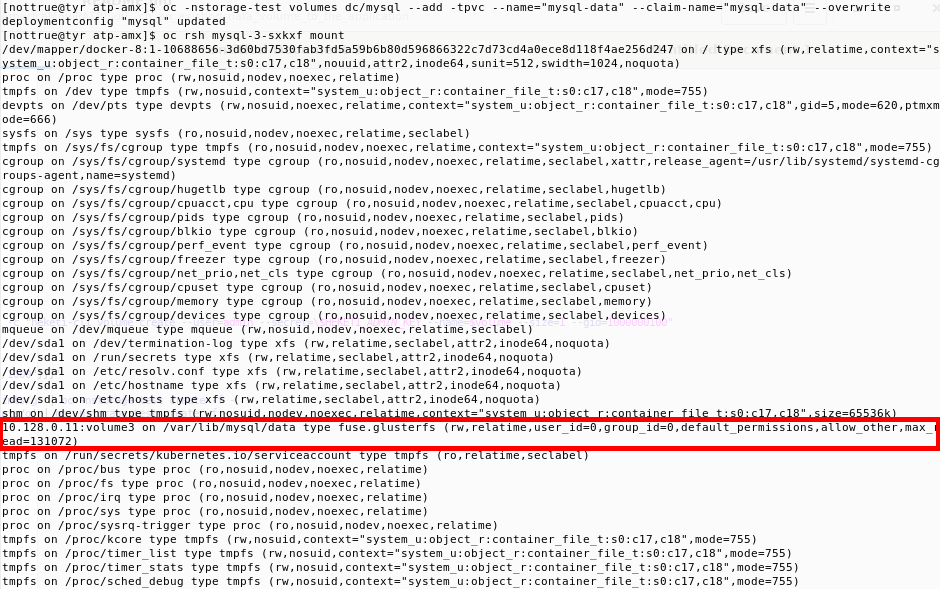 [nottrue@tyr atp-amx]$ oc -nstorage-test volumes dc/mysql --add -tpvc --name="mysql-data" --claim-name="mysql-data" --overwrite
deploymentconfig "mysql" updated
[nottrue@tyr atp-amx]$ oc rsh mysql-3-sxkxf mount
/dev/mapper/docker-8:1-10688656-3d60bd7530fab3fd5a59b6b80d596866322c7d73cd4a0ece8d118f4ae256d247 on / type xfs (rw,relatime,context="s
ystem_u:object_r:container_file_t:s0:c17,c18",nouuid,attr2,inode64,sunit=512,swidth=1024,noquota)
proc on /proc type proc (rw,nosuid,nodev,noexec,relatime)
tmpfs on /dev type tmpfs (rw,nosuid,context="system_u:object_r:container_file_t:s0:c17,c18",mode=755)
devpts on /dev/pts type devpts (rw,nosuid,noexec,relatime,context="system_u:object_r:container_file_t:s0:c17,c18",gid=5,mode=620,ptmxm
ode=666)
sysfs on /sys type sysfs (ro,nosuid,nodev,noexec,relatime,seclabel)
tmpfs on /sys/fs/cgroup type tmpfs (ro,nosuid,nodev,noexec,relatime,context="system_u:object_r:container_file_t:s0:c17,c18",mode=755)
cgroup on /sys/fs/cgroup/systemd type cgroup (ro,nosuid,nodev,noexec,relatime,seclabel,xattr,release_agent=/usr/lib/systemd/systemd-cg
roups-agent,name=systemd)
cgroup on /sys/fs/cgroup/hugetlb type cgroup (ro,nosuid,nodev,noexec,relatime,seclabel,hugetlb)
cgroup on /sys/fs/cgroup/cpuacct,cpu type cgroup (ro,nosuid,nodev,noexec,relatime,seclabel,cpuacct,cpu)
cgroup on /sys/fs/cgroup/pids type cgroup (ro,nosuid,nodev,noexec,relatime,seclabel,pids)
cgroup on /sys/fs/cgroup/blkio type cgroup (ro,nosuid,nodev,noexec,relatime,seclabel,blkio)
cgroup on /sys/fs/cgroup/perf_event type cgroup (ro,nosuid,nodev,noexec,relatime,seclabel,perf_event)
cgroup on /sys/fs/cgroup/freezer type cgroup (ro,nosuid,nodev,noexec,relatime,seclabel,freezer)
cgroup on /sys/fs/cgroup/net_prio,net_cls type cgroup (ro,nosuid,nodev,noexec,relatime,seclabel,net_prio,net_cls)
cgroup on /sys/fs/cgroup/cpuset type cgroup (ro,nosuid,nodev,noexec,relatime,seclabel,cpuset)
cgroup on /sys/fs/cgroup/memory type cgroup (ro,nosuid,nodev,noexec,relatime,seclabel,memory)
cgroup on /sys/fs/cgroup/devices type cgroup (ro,nosuid,nodev,noexec,relatime,seclabel,devices)
mqueue on /dev/mqueue type mqueue (rw,nosuid,nodev,noexec,relatime,seclabel)
/dev/sda1 on /dev/termination-log type xfs (rw,relatime,seclabel,attr2,inode64,noquota)
/dev/sda1 on /run/secrets type xfs (rw,relatime,seclabel,attr2,inode64,noquota)
/dev/sda1 on /etc/resolv.conf type xfs (rw,relatime,seclabel,attr2,inode64,noquota)
/dev/sda1 on /etc/hostname type xfs (rw,relatime,seclabel,attr2,inode64,noquota)
/dev/sda1 on /etc/hosts type xfs (rw,relatime,seclabel,attr2,inode64,noquota)
shm on /dev/shm type tmpfs (rw,nosuid,nodev,noexec,relatime,context="system_u:object_r:container_file_t:s0:c17,c18",size=65536k)
10.128.0.11:volume3 on /var/lib/mysql/data type fuse.glusterfs (rw,relatime,user_id=0,group_id=0,default_permissions,allow_other,max_r
ead=131072)
tmpfs on /run/secrets/kubernetes.io/serviceaccount type tmpfs (ro,relatime,seclabel)
proc on /proc/bus type proc (ro,nosuid,nodev,noexec,relatime)
proc on /proc/fs type proc (ro,nosuid,nodev,noexec,relatime)
proc on /proc/irq type proc (ro,nosuid,nodev,noexec,relatime)
proc on /proc/sys type proc (ro,nosuid,nodev,noexec,relatime)
proc on /proc/sysrq-trigger type proc (ro,nosuid,nodev,noexec,relatime)
tmpfs on /proc/kcore type tmpfs (rw,nosuid,context="system_u:object_r:container_file_t:s0:c17,c18",mode=755)
tmpfs on /proc/timer_list type tmpfs (rw,nosuid,context="system_u:object_r:container_file_t:s0:c17,c18",mode=755)
tmpfs on /proc/timer_stats type tmpfs (rw,nosuid,context="system_u:object_r:container_file_t:s0:c17,c18",mode=755)
tmpfs on /proc/sched_debug type tmpfs (rw,nosuid,context="system_u:object_r:container_file_t:s0:c17,c18",mode=755)